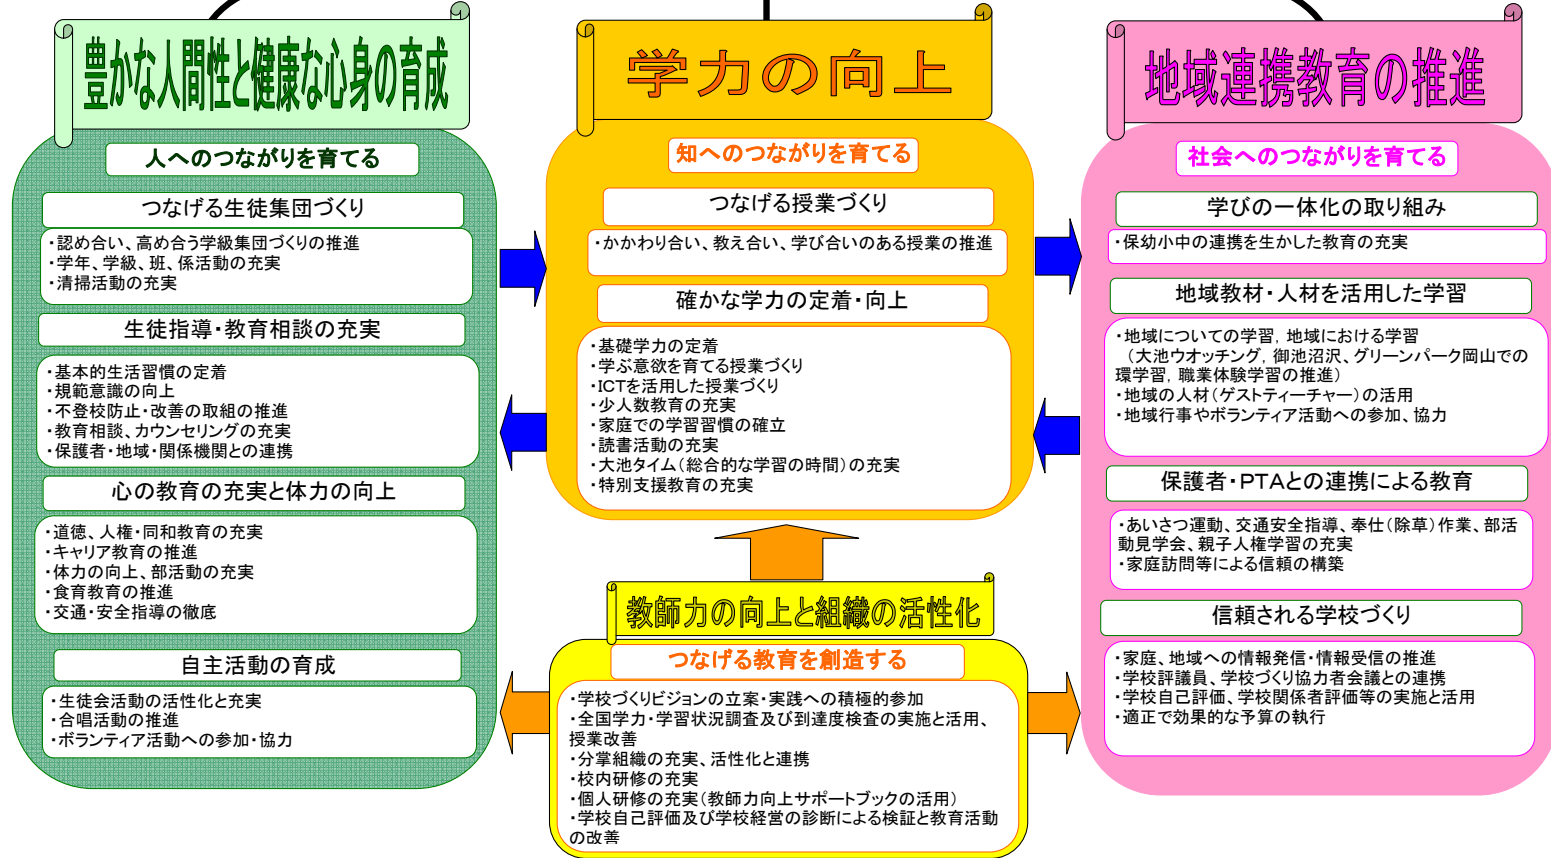 豊かな人間性と健康な心身の育成
人へのつながりを育てる
つなげる生徒集団づくり
・認め合い、高め合う学級集団づくりの推進
・学年、学級、班、係活動の充実
・清掃活動の充実
生徒指導・教育相談の充実
・基本的生活習慣の定着
・規範意識の向上
・不登校防止・改善の取組の推進
・教育相談、カウンセリングの充実
・保護者・地域・関係機関との連携
心の教育の充実と体力の向上
・道徳、人権・同和教育の充実
・キャリア教育の推進
・体力の向上、部活動の充実
・食育教育の推進
・交通・安全指導の徹底
自主活動の育成
・生徒会活動の活性化と充実
・合唱活動の推進
・ボランティア活動への参加・協力
学力の向上
知へのつながりを育てる
つなげる授業づくり
・かかわり合い、教え合い、学び合いのある授業の推進
確かな学力の定着・向上
・基礎学力の定着
・学ぶ意欲を育てる授業づくり
・ICTを活用した授業づくり
・少人数教育の充実
・家庭での学習習慣の確立
・読書活動の充実
・大池タイム（総合的な学習の時間）の充実
・特別支援教育の充実
教師力の向上と組織の活性化
つなげる教育を創造する
・学校づくりビジョンの立案・実践への積極的参加
・全国学力・学習状況調査及び到達度検査の実施と活用、
授業改善
・分掌組織の充実、活性化と連携
・校内研修の充実
・個人研修の充実（教師力向上サポートブックの活用）
・学校自己評価及び学校経営の診断による検証と教育活動
の改善
地域連携教育の推進
社会へのつながりを育てる
学びの一体化の取り組み
・保幼小中の連携を生かした教育の充実
地域教材・人材を活用した学習
・地域についての学習，地域における学習
（大池ウオッチング，御池沼沢、グリーンパーク岡山での
環学習，職業体験学習の推進）
・地域の人材（ゲストティーチャー）の活用
・地域行事やボランティア活動への参加、協力
保護者・PTAとの連携による教育
・あいさつ運動、交通安全指導、奉仕（除草）作業、部活
動見学会、親子人権学習の充実
・家庭訪問等による信頼の構築
信頼される学校づくり
・家庭、地域への情報発信・情報受信の推進
・学校評議員、学校づくり協力者会議との連携
・学校自己評価、学校関係者評価等の実施と活用
・適正で効果的な予算の執行